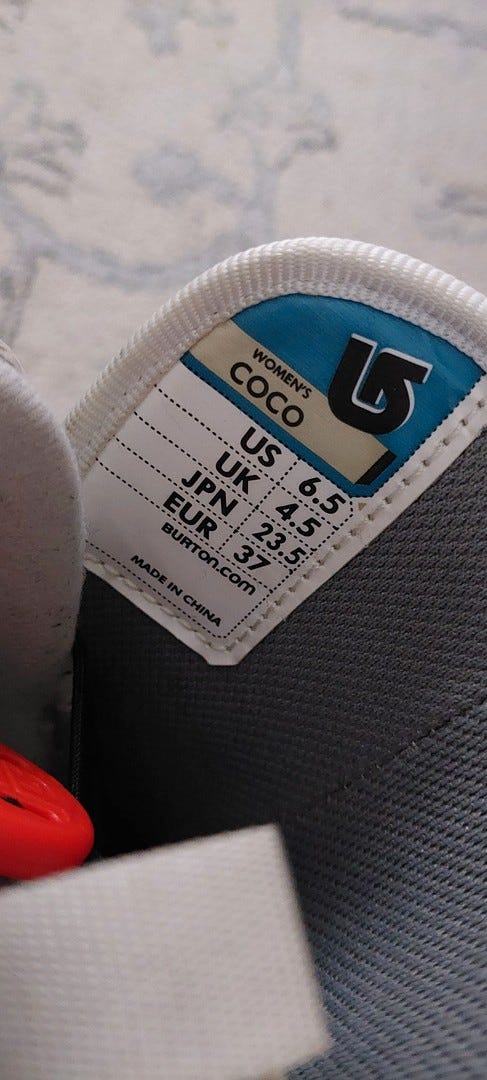 WOMEN'S
COCO
US 6.5
UK 4.5
JPN 23.5
EUR 37
BURTON.com
MADE IN CHINA